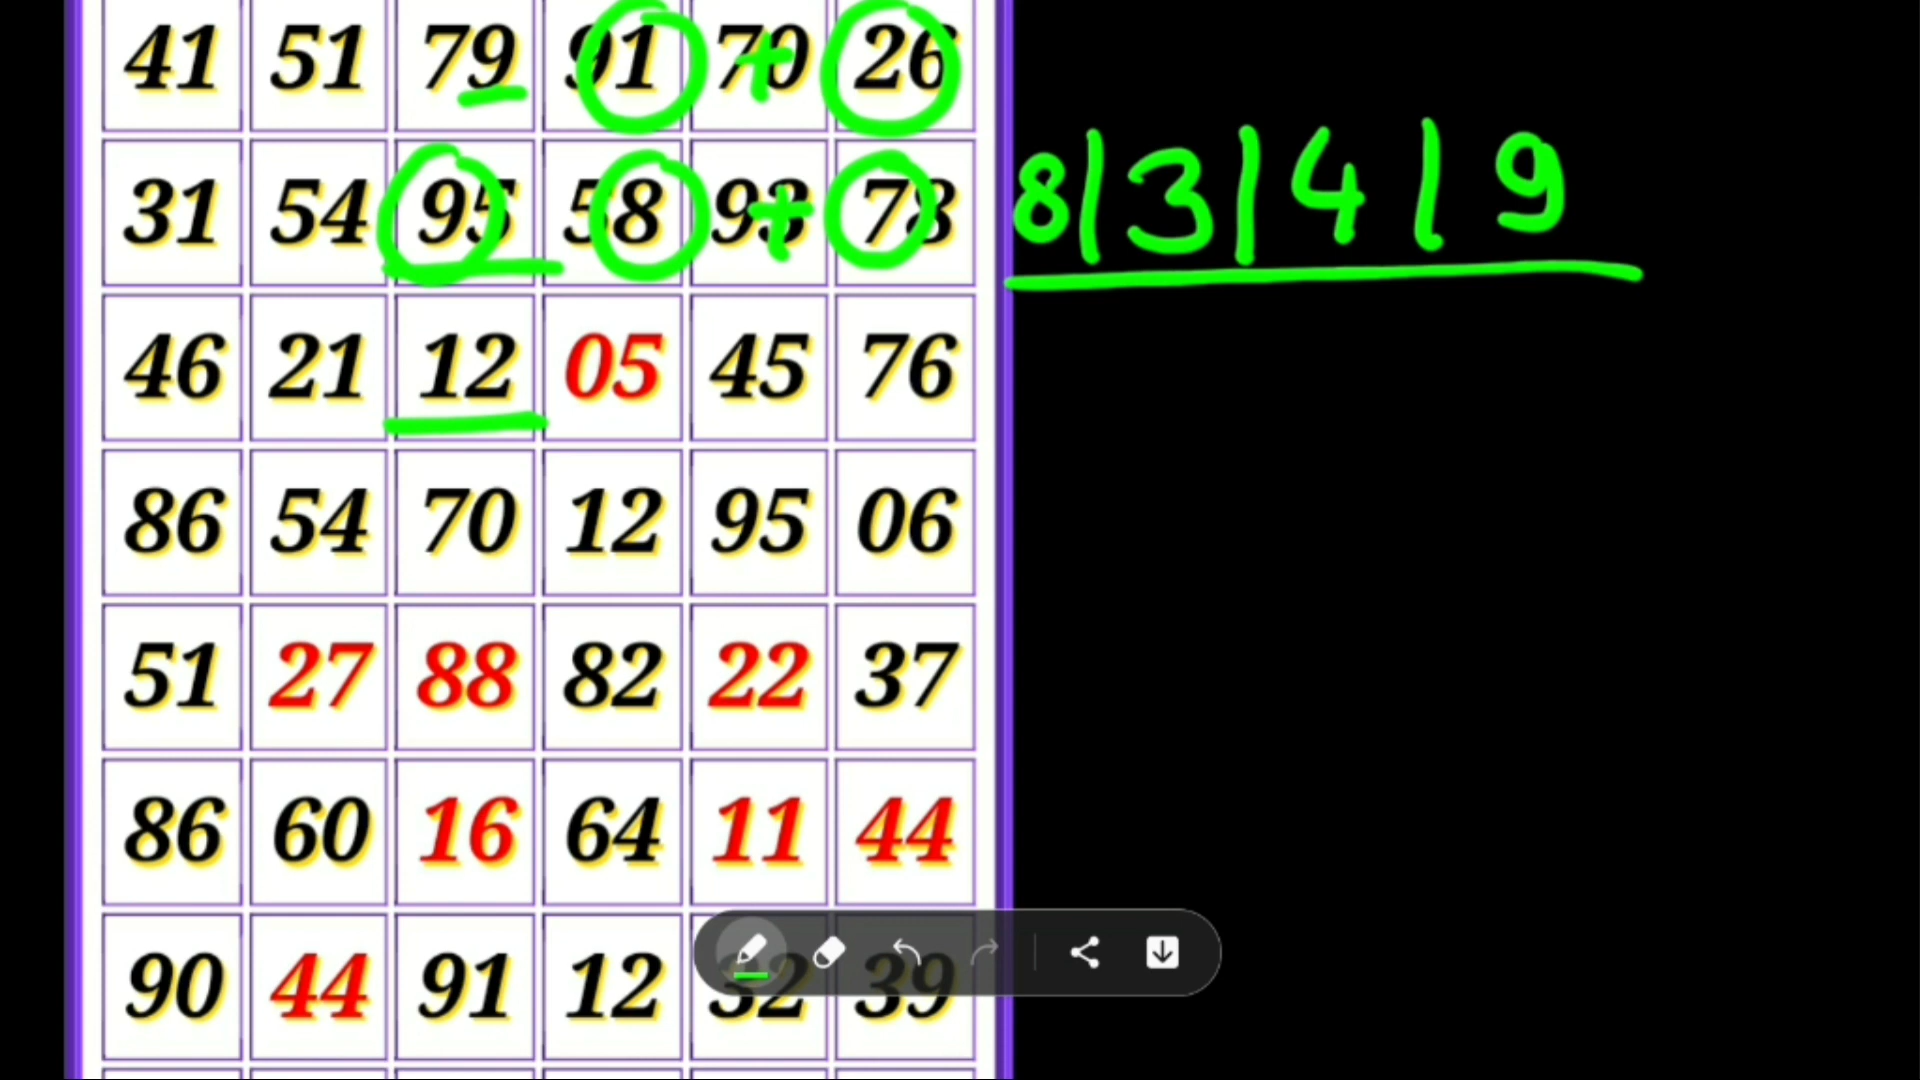 41 51 79 91 70 + 26
31 54 95 58 93 + 78 8|3|4|9
46 21 12 05 45 76
86 54 70 12 95 06
51 27 88 82 22 37
86 60 16 64 11 44
90 44 91 12 32 39